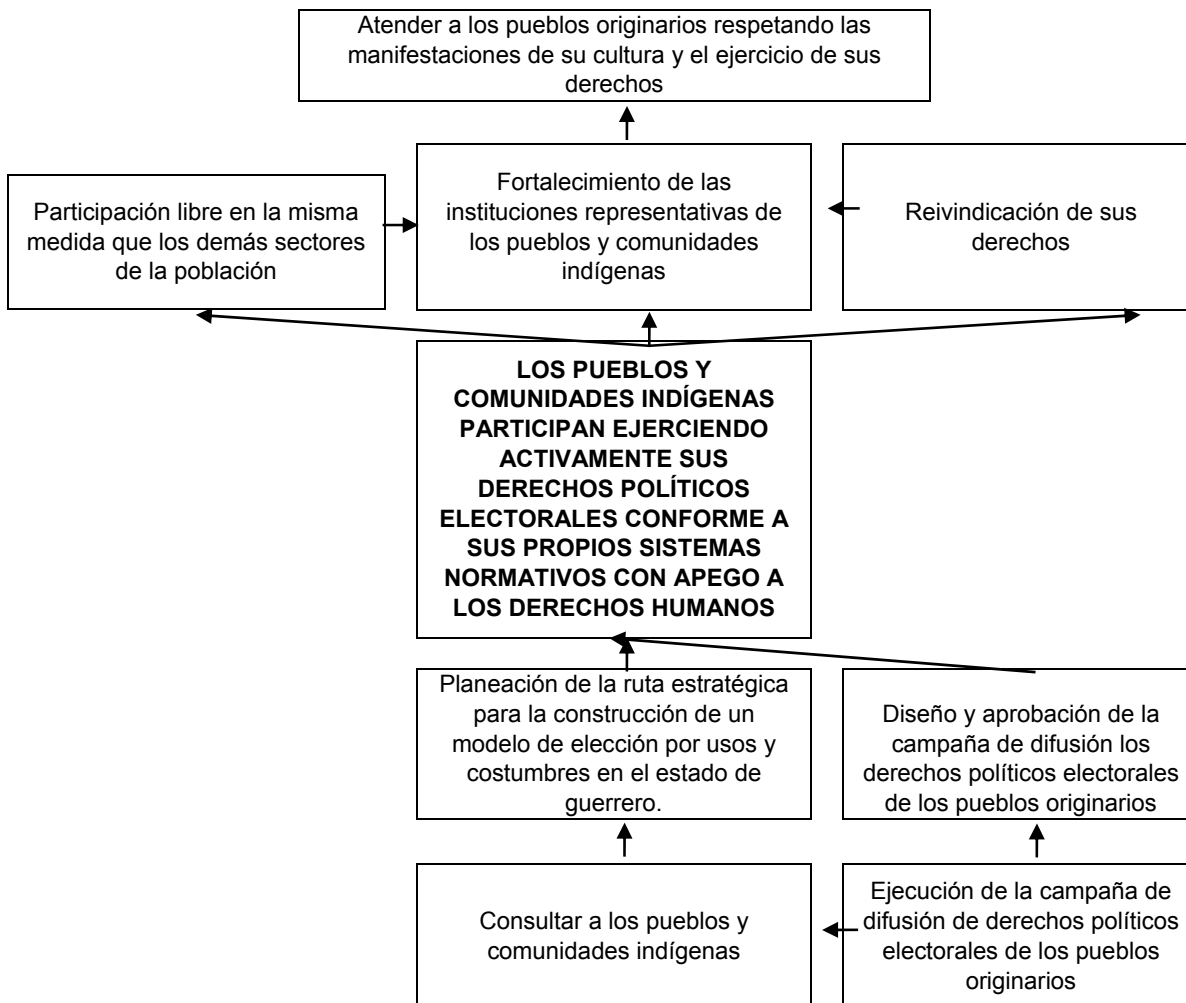 Atender a los pueblos originarios respetando las
manifestaciones de su cultura y el ejercicio de sus
derechos
Participación libre en la misma
medida que los demás sectores
de la población
Fortalecimiento de las
instituciones representativas de
los pueblos y comunidades
indígenas
Reivindicación de sus
derechos
LOS PUEBLOS Y
COMUNIDADES INDÍGENAS
PARTICIPAN EJERCIENDO
ACTIVAMENTE SUS
DERECHOS POLÍTICOS
ELECTORALES CONFORME A
SUS PROPIOS SISTEMAS
NORMATIVOS CON APEGO A
LOS DERECHOS HUMANOS
Planeación de la ruta estratégica
para la construcción de un
modelo de elección por usos y
costumbres en el estado de
guerrero.
Diseño y aprobación de la
campaña de difusión los
derechos políticos electorales
de los pueblos originarios
Consultar a los pueblos y
comunidades indígenas
Ejecución de la campaña de
difusión de derechos políticos
electorales de los pueblos
originarios